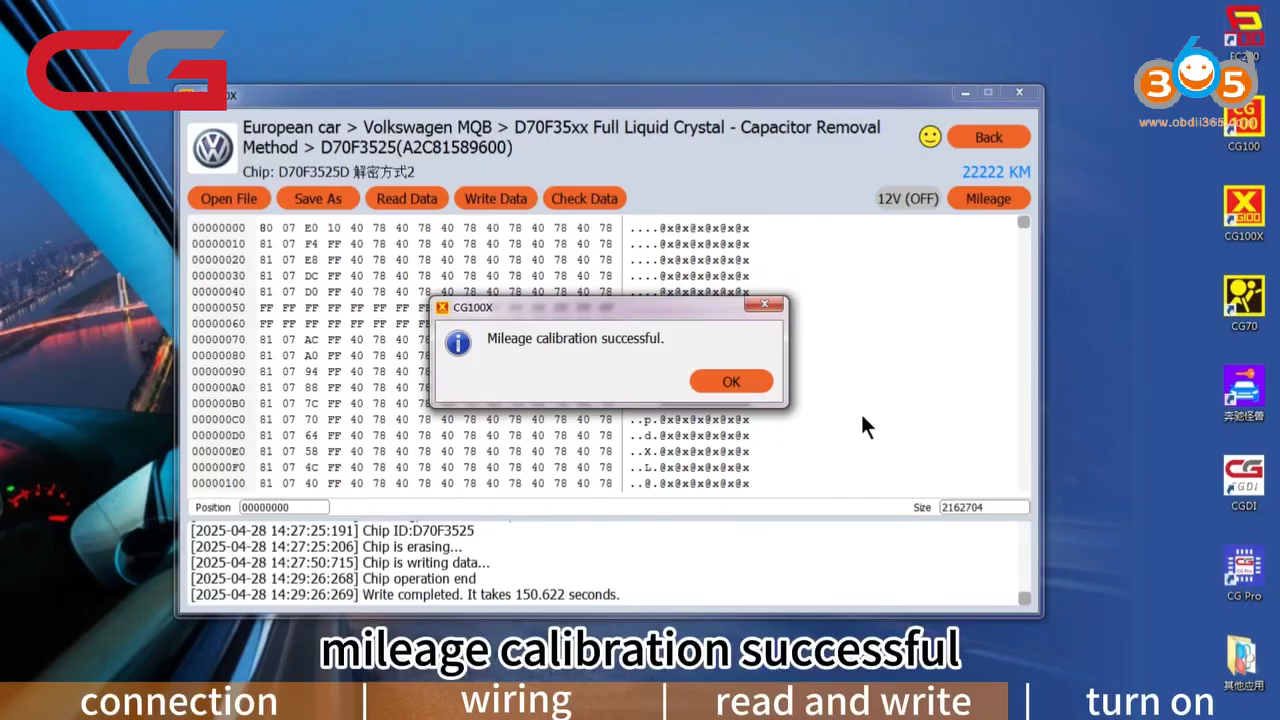 CG
365
www.obdii365.com
European car > Volkswagen MQB > D70F35xx Full Liquid Crystal - Capacitor Removal
Method > D70F3525(A2C81589600)
Back
Chip: D70F3525D 解密方式2
22222 KM
Open File
Save As
Read Data
Write Data
Check Data
12V (OFF)
Mileage
00000000 80 07 E0 10 40 78 40 78 40 78 40 78 40 78 40 78 ....@x@x@x@x@x@x
00000010 81 07 F4 FF 40 78 40 78 40 78 40 78 40 78 40 78 ....@x@x@x@x@x@x
00000020 81 07 E8 FF 40 78 40 78 40 78 40 78 40 78 40 78 ....@x@x@x@x@x@x
00000030 81 07 DC FF 40 78 40 78 40 78 40 78 40 78 40 78 ....@x@x@x@x@x@x
00000040 81 07 D0 FF 40 78 40 78 40 78 40 78 40 78 40 78 ....@x@x@x@x@x@x
00000050 FF FF FF FF FF FF FF
00000060 FF FF FF FF FF FF FF
00000070 81 07 AC FF 40 78 40
00000080 81 07 A0 FF 40 78 40
00000090 81 07 94 FF 40 78 40
000000A0 81 07 88 FF 40 78 40
000000B0 81 07 7C FF 40 78 40
000000C0 81 07 70 FF 40 78 40 78 40 78 40 78 40 78 40 78 ..p.@x@x@x@x@x@x
000000D0 81 07 64 FF 40 78 40 78 40 78 40 78 40 78 40 78 ..d.@x@x@x@x@x@x
000000E0 81 07 58 FF 40 78 40 78 40 78 40 78 40 78 40 78 ..X.@x@x@x@x@x@x
000000F0 81 07 4C FF 40 78 40 78 40 78 40 78 40 78 40 78 ..L.@x@x@x@x@x@x
00000100 81 07 40 FF 40 78 40 78 40 78 40 78 40 78 40 78 ..@.@x@x@x@x@x@x
CG100X
Mileage calibration successful.
OK
Position 00000000
Size 2162704
[2025-04-28 14:27:25:191] Chip ID:D70F3525
[2025-04-28 14:27:25:206] Chip is erasing...
[2025-04-28 14:27:50:715] Chip is writing data...
[2025-04-28 14:29:26:268] Chip operation end
[2025-04-28 14:29:26:269] Write completed. It takes 150.622 seconds.
CG
100
CG100
X
G100
CG100X
CG70
奔驰怪兽
CG
CGDI
CGDI
CG
CG Pro
其他应用
mileage calibration successful
connection
wiring
read and write
turn on